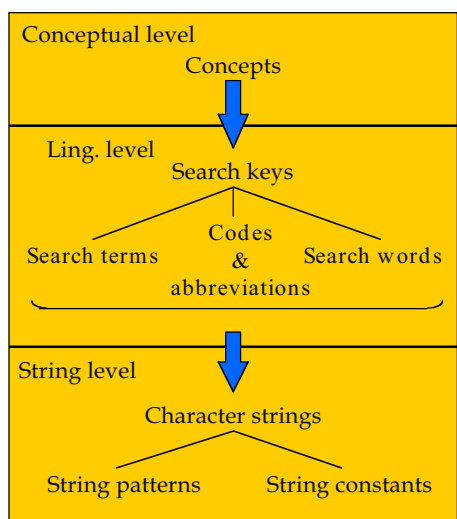 Conceptual level
Concepts
Ling. level
Search keys
Search terms
Codes
&
abbreviations
Search words
String level
Character strings
String patterns
String constants